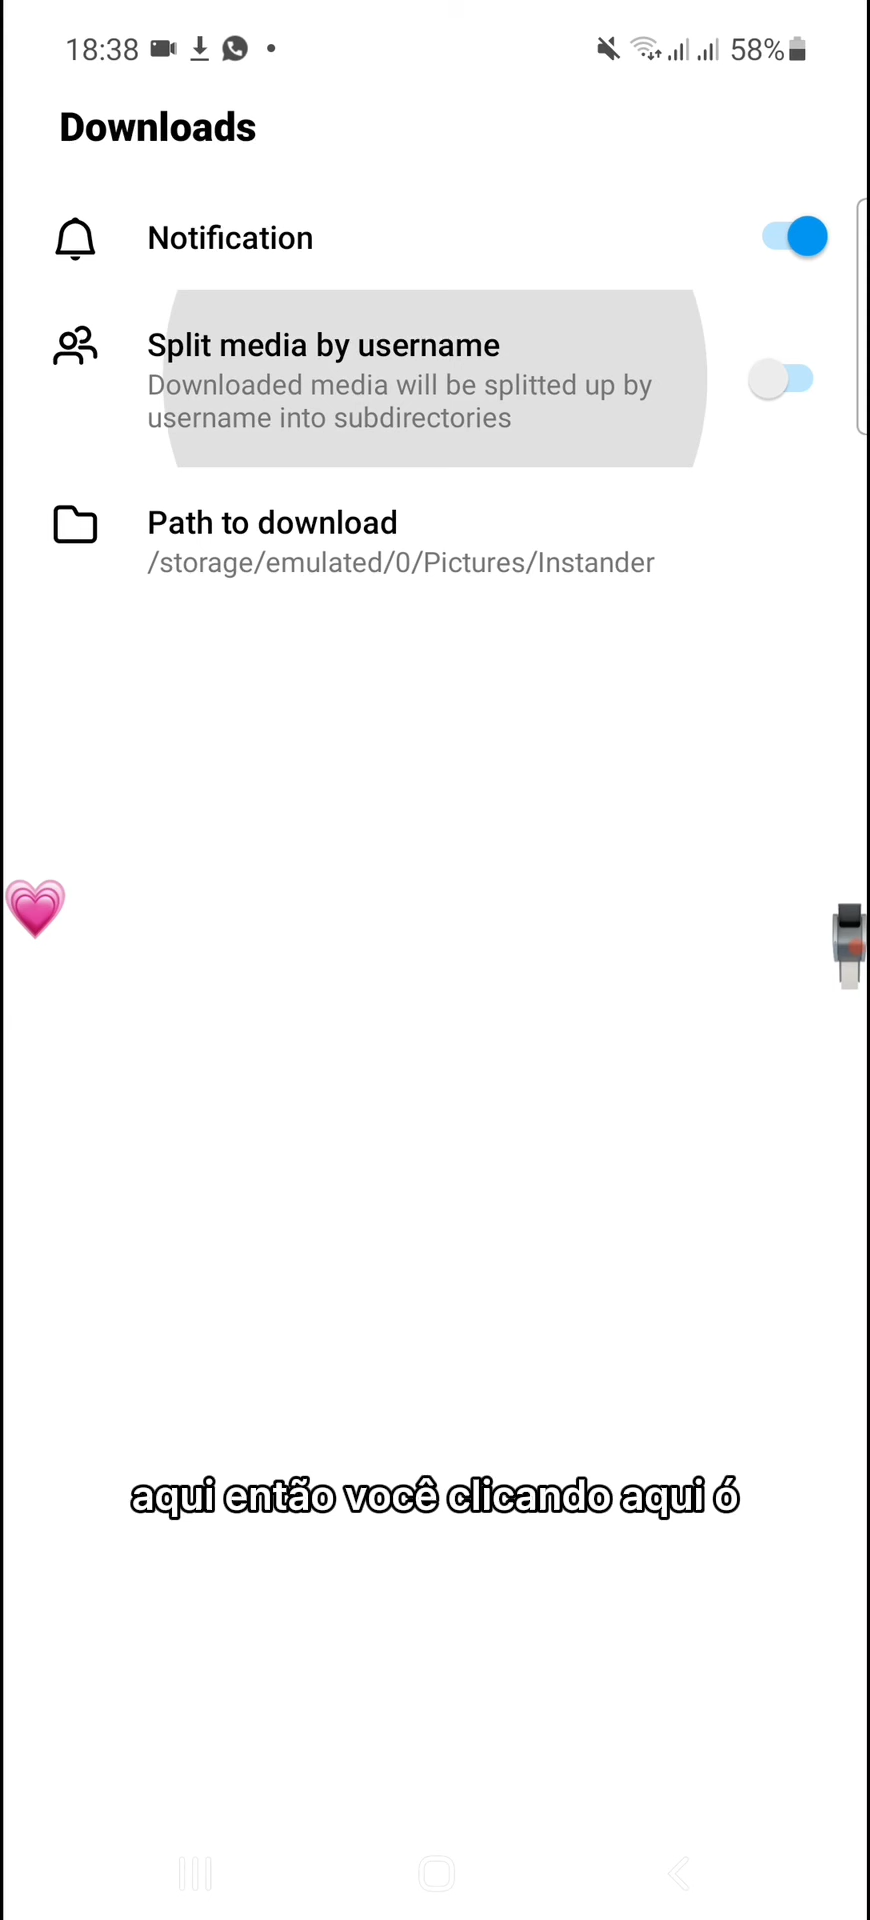 18:38
58%
Downloads
Notification
Split media by username
Downloaded media will be splitted up by
username into subdirectories
Path to download
/storage/emulated/0/Pictures/Instander
aqui então você clicando aqui ó